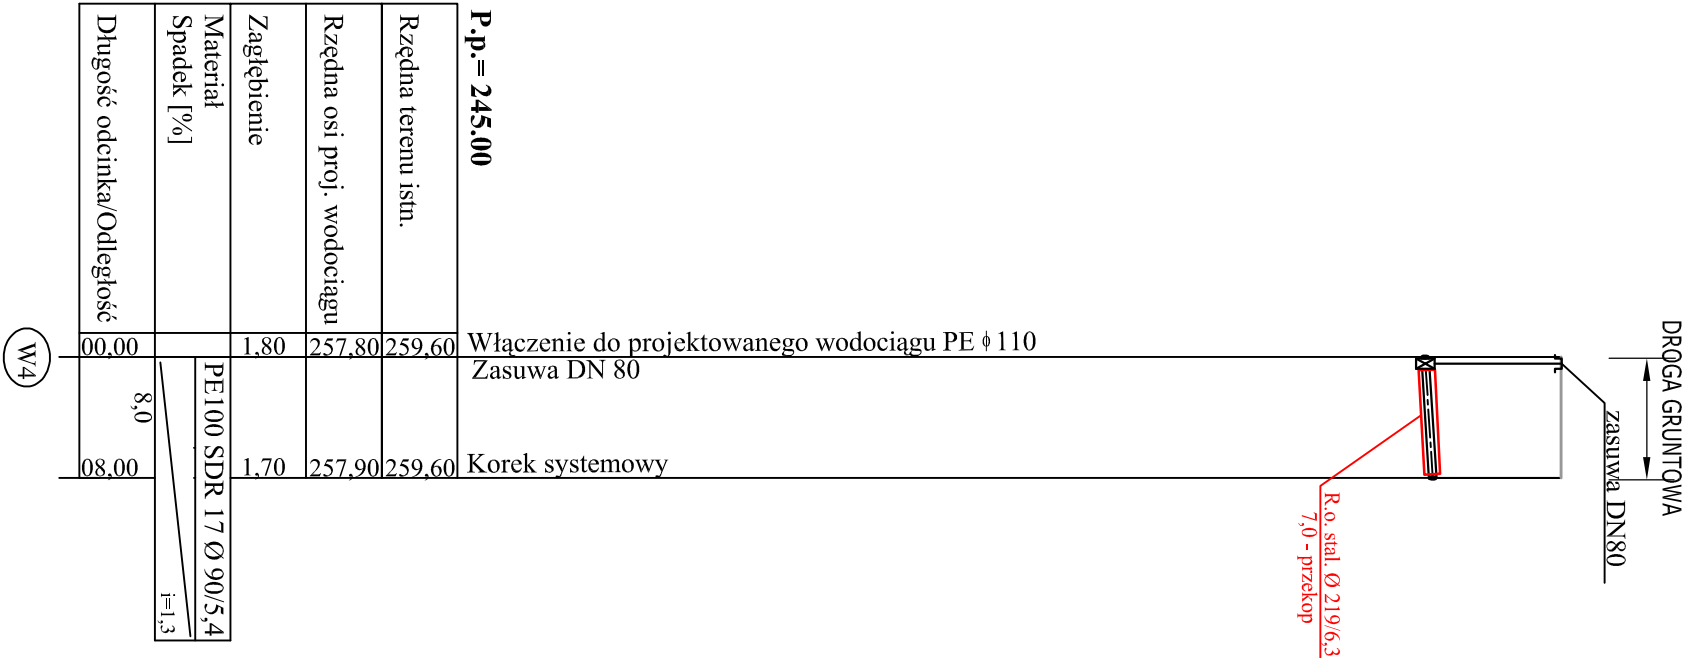 P.p.= 245.00
Rzędna terenu istn.
Rzędna osi proj. wodociągu
Zagłębienie
Materiał
Spadek [%]
Długość odcinka/Odległość
Włączenie do projektowanego wodociągu PE ϕ110
Zasuwa DN 80
Korek systemowy
259,60
259,60
257,80
257,90
1,80
1,70
PE100 SDR 17 Ø 90/5,4
i=1,3
00,00
8,0
08,00
W4
DROGA GRUNTOWA
zasuwa DN80
R.o. stal. Ø 219/6,3
7,0 - przekop